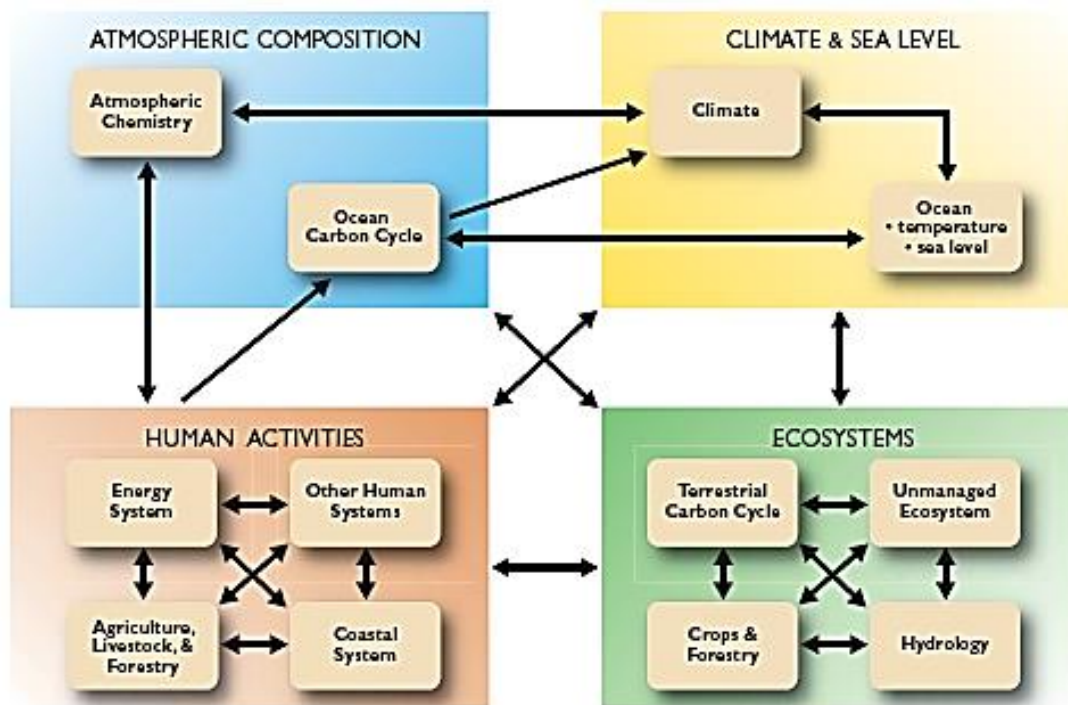 ATMOSPHERIC COMPOSITION
Atmospheric
Chemistry
Ocean
Carbon Cycle
CLIMATE & SEA LEVEL
Climate
Ocean
• temperature
• sea level
HUMAN ACTIVITIES
Energy
System
Other Human
Systems
Agriculture,
Livestock, &
Forestry
Coastal
System
ECOSYSTEMS
Terrestrial
Carbon Cycle
Unmanaged
Ecosystem
Crops &
Forestry
Hydrology